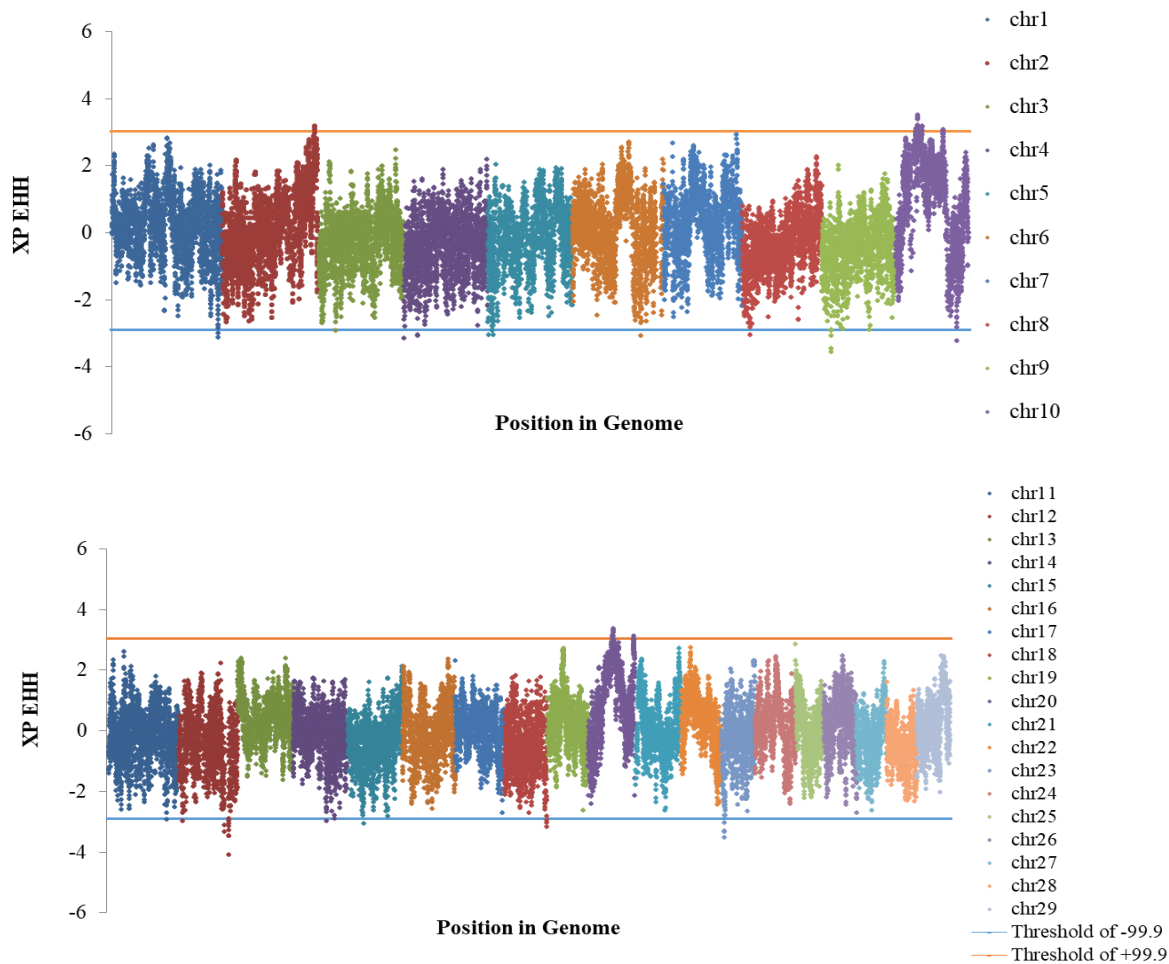 6
4
2
0
-2
-4
-6
XP EHH
Position in Genome
chr1
chr2
chr3
chr4
chr5
chr6
chr7
chr8
chr9
chr10
6
4
2
0
-2
-4
-6
XP EHH
Position in Genome
chr11
chr12
chr13
chr14
chr15
chr16
chr17
chr18
chr19
chr20
chr21
chr22
chr23
chr24
chr25
chr26
chr27
chr28
chr29
Threshold of -99.9
Threshold of +99.9